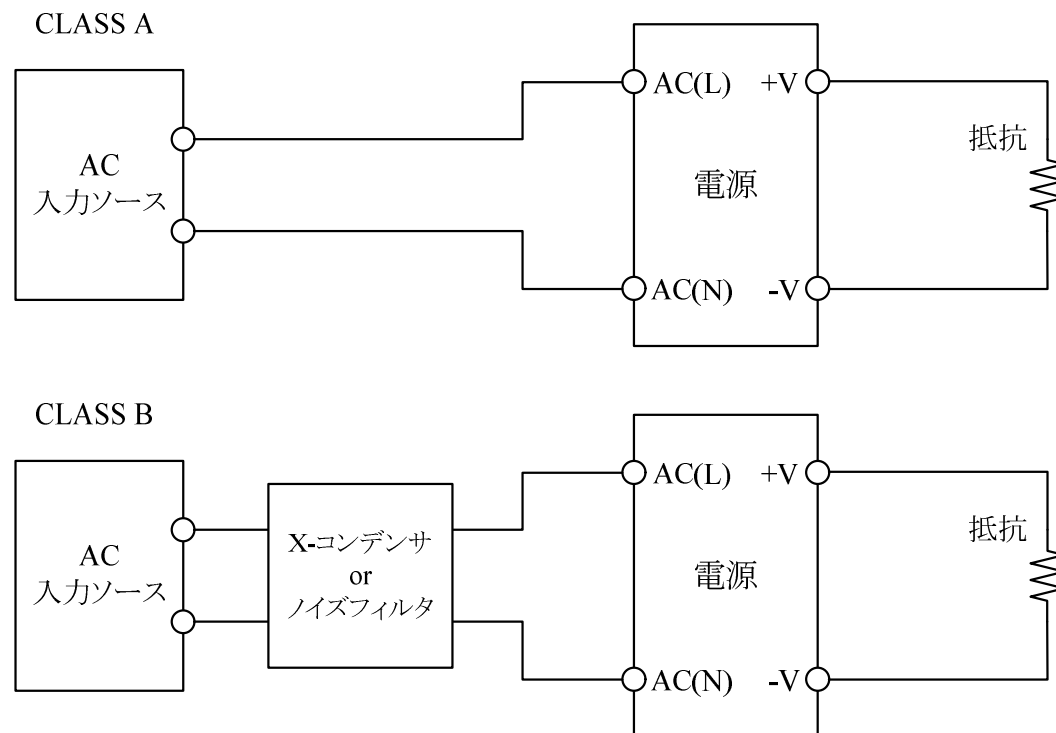 CLASS A
AC
入力ソース
AC(L) +V
電源
AC(N) -V
抵抗
CLASS B
AC
入力ソース
X-コンデンサ
or
ノイズフィルタ
AC(L) +V
電源
AC(N) -V
抵抗